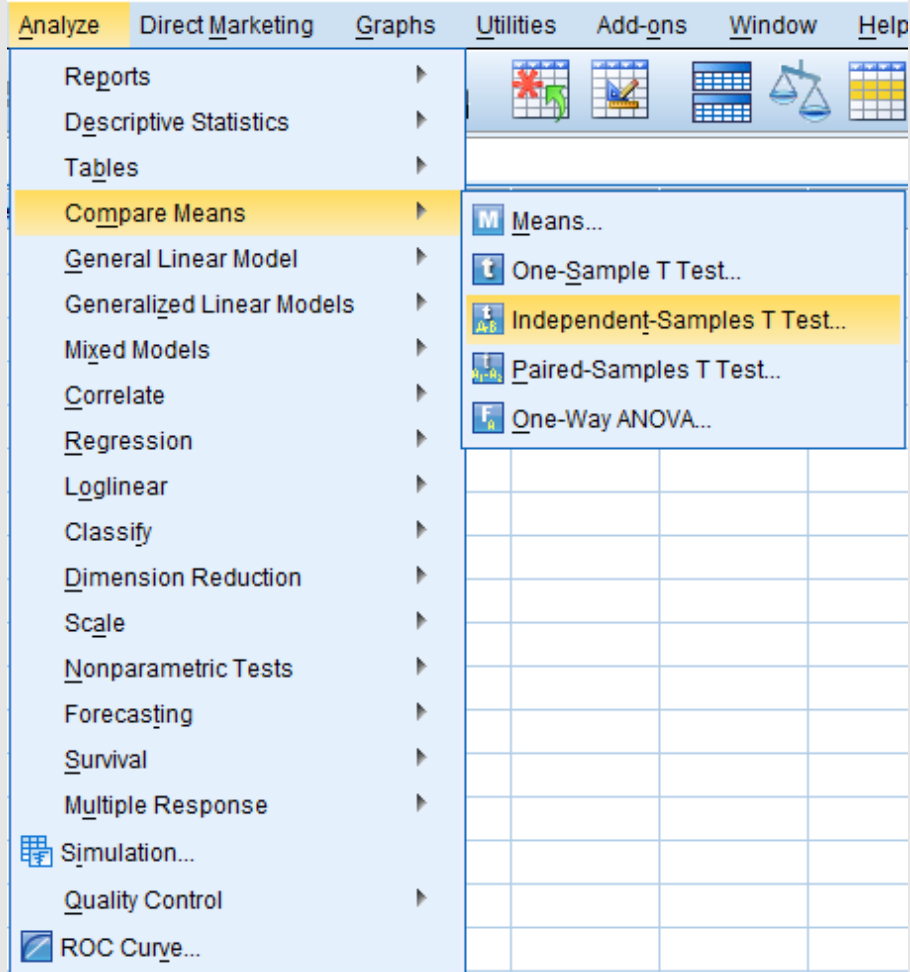 Analyze Direct Marketing Graphs Utilities Add-ons Window Help
Reports
Descriptive Statistics
Tables
Compare Means
General Linear Model
Generalized Linear Models
Mixed Models
Correlate
Regression
Loglinear
Classify
Dimension Reduction
Scale
Nonparametric Tests
Forecasting
Survival
Multiple Response
Simulation...
Quality Control
ROC Curve...
M Means...
t One-Sample T Test...
t A-B Independent-Samples T Test...
t A1-A2 Paired-Samples T Test...
F A One-Way ANOVA...